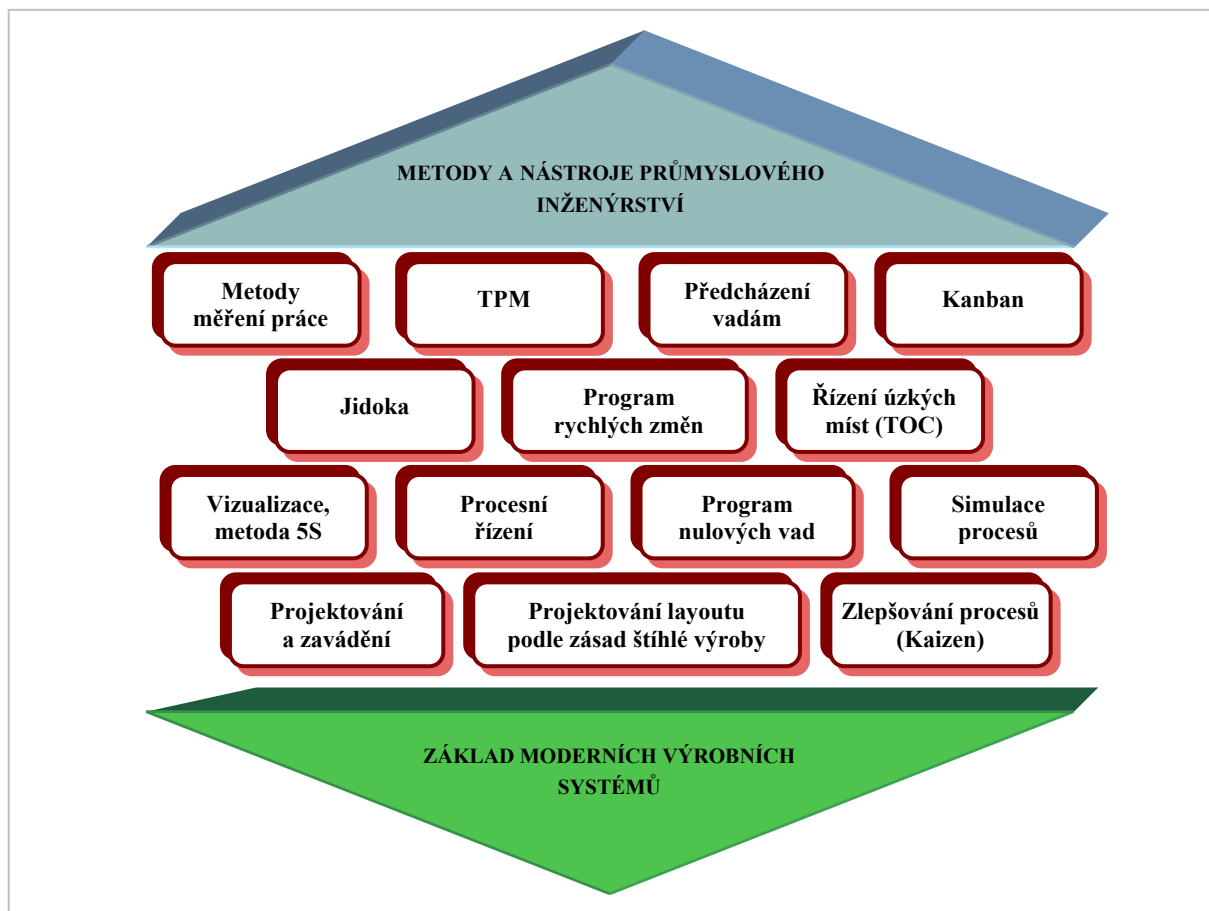 METODY A NÁSTROJE PRŮMYSLOVÉHO
INŽENÝRSTVÍ
Metody
měření práce
TPM
Předcházení
vadám
Kanban
Jidoka
Program
rychlých změn
Řízení úzkých
míst (TOC)
Vizualizace,
metoda 5S
Procesní
řízení
Program
nulových vad
Simulace
procesů
Projektování
a zavádění
Projektování layoutu
podle zásad štíhlé výroby
Zlepšování procesů
(Kaizen)
ZÁKLAD MODERNÍCH VÝROBNÍCH
SYSTÉMŮ